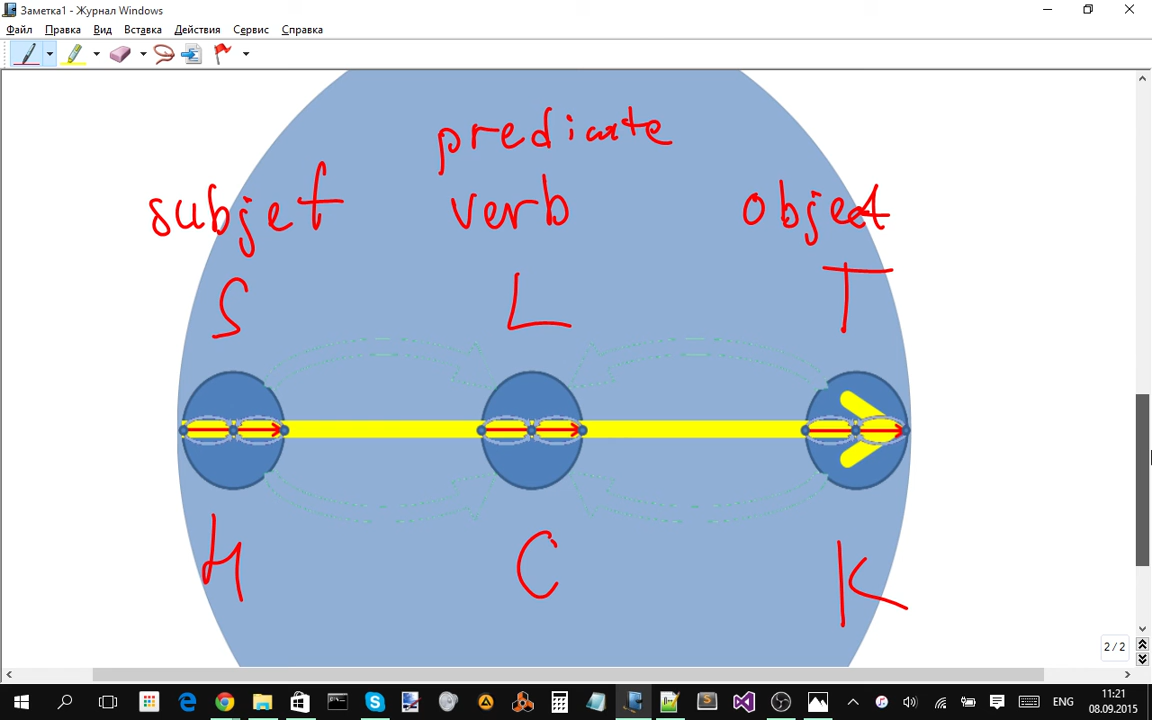 Заметка1 - Журнал Windows
Файл Правка Вид Вставка Действия Сервис Справка
predicate
subjet verb object
S L T
H C K
2 / 2
ENG
11:21
08.09.2015